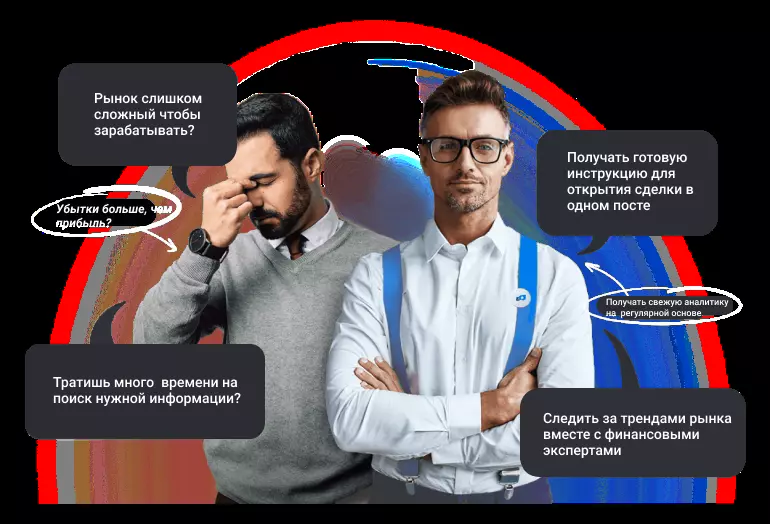 Рынок слишком
сложный чтобы
зарабатывать?
Убытки больше, чем
прибыль?
Тратишь много времени на
поиск нужной информации?
Получать готовую
инструкцию для
открытия сделки в
одном посте
Получать свежую аналитику
на регулярной основе
Следить за трендами рынка
вместе с финансовыми
экспертами